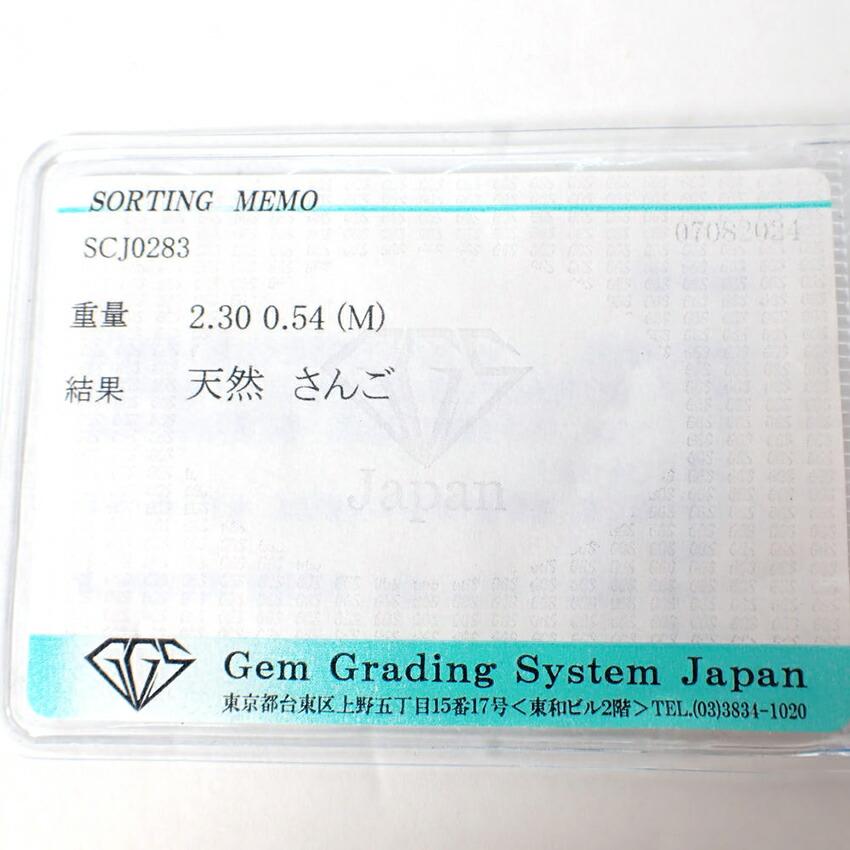 SORTING MEMO
07082024
SCJ0283
重量 2.30 0.54 (M)
結果 天然 さんご
GGS
Japan
GGS
Gem Grading System Japan
東京都台東区上野五丁目15番17号<東和ビル2階>TEL.(03)3834-1020